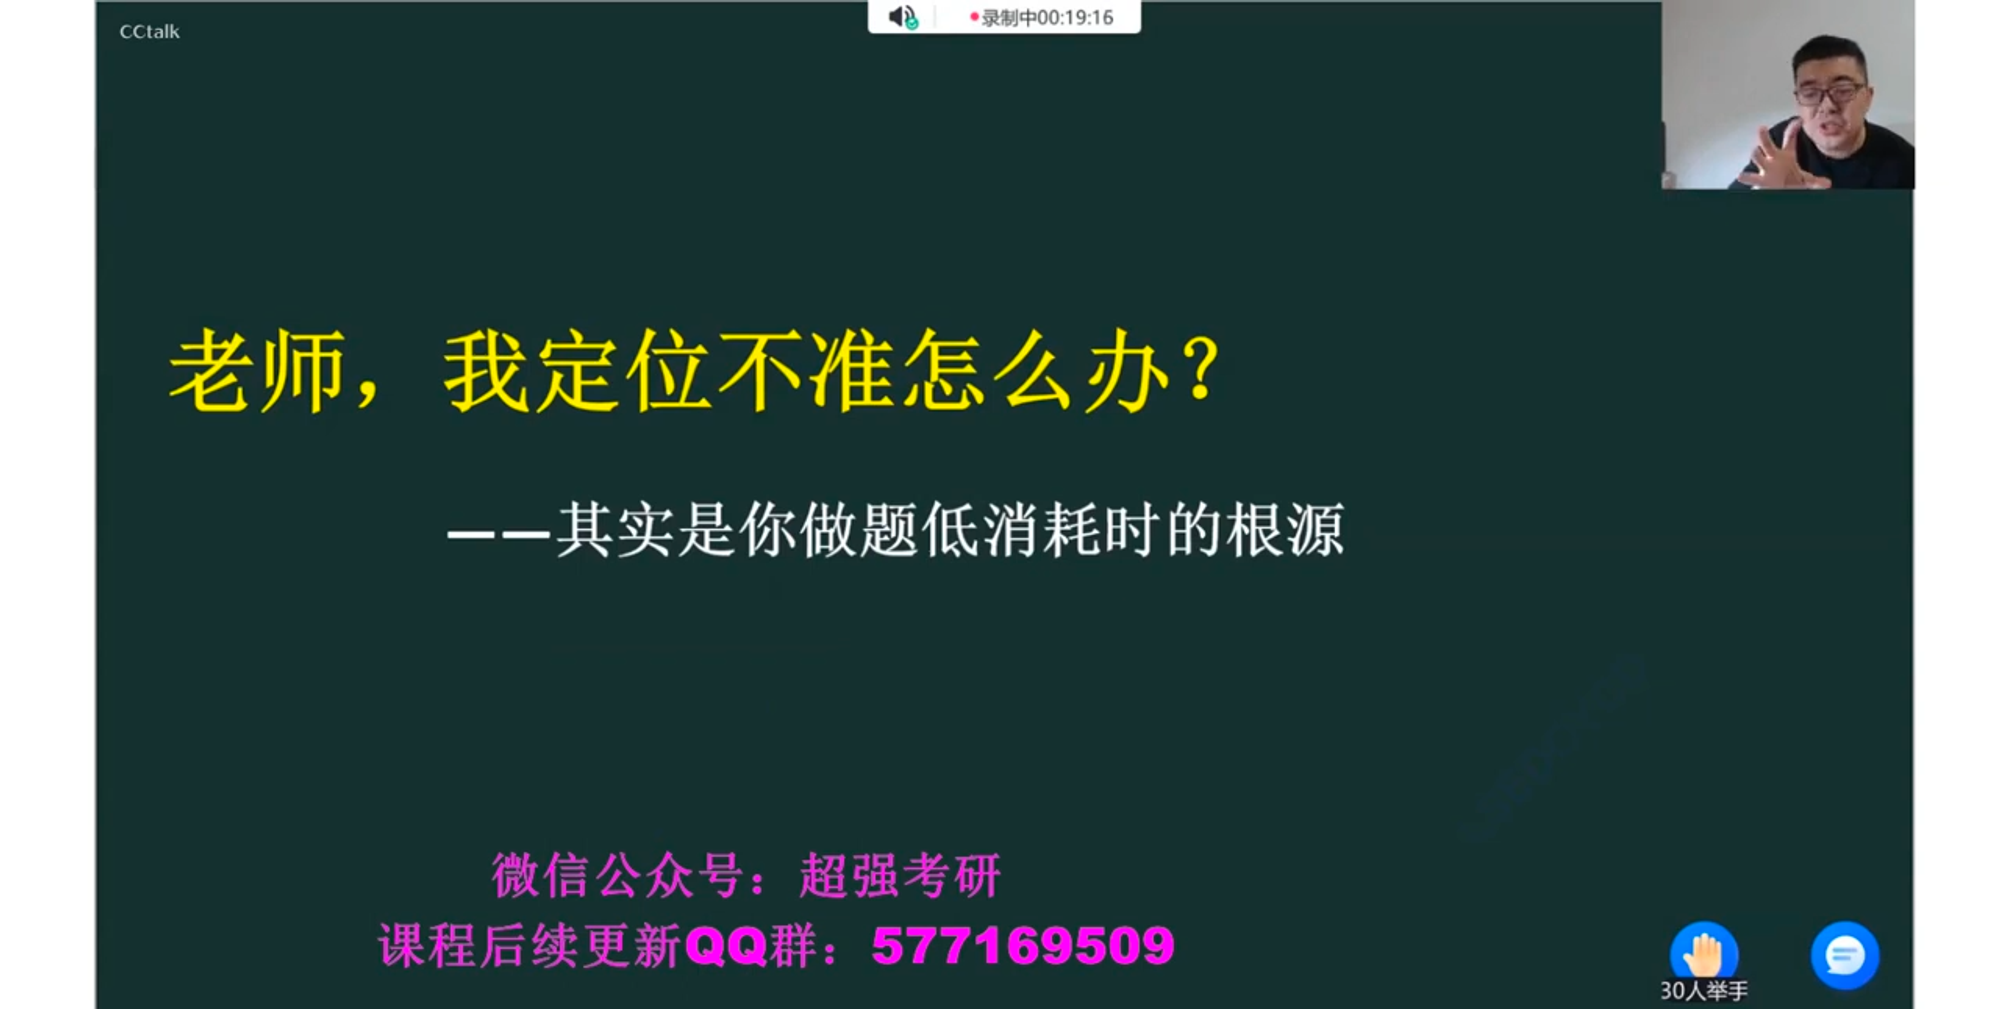 CCtalk
录制中00:19:16
老师，我定位不准怎么办？
——其实是你做题低消耗时的根源
微信公众号：超强考研
课程后续更新QQ群：577169509
30人举手